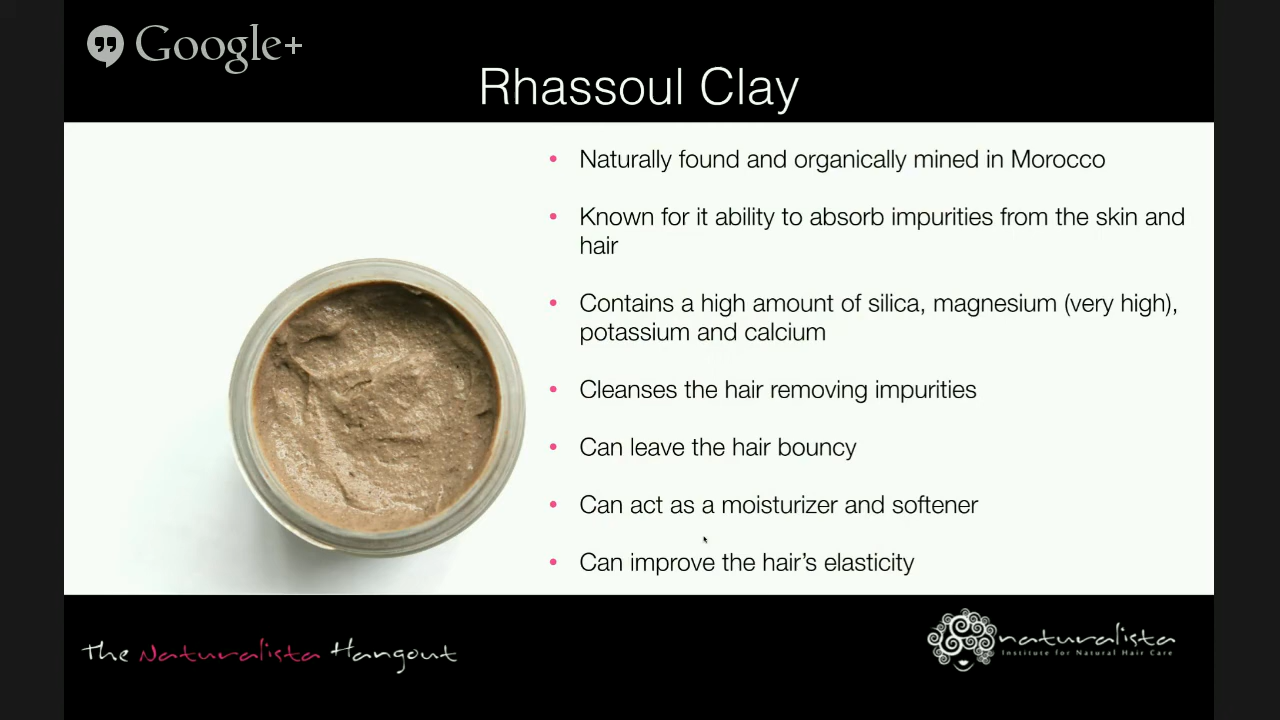 Google+
Rhassoul Clay
• Naturally found and organically mined in Morocco
• Known for it ability to absorb impurities from the skin and
hair
• Contains a high amount of silica, magnesium (very high),
potassium and calcium
• Cleanses the hair removing impurities
• Can leave the hair bouncy
• Can act as a moisturizer and softener
• Can improve the hair’s elasticity
The Naturalista Hangout
naturalista
Institute for Natural Hair Care